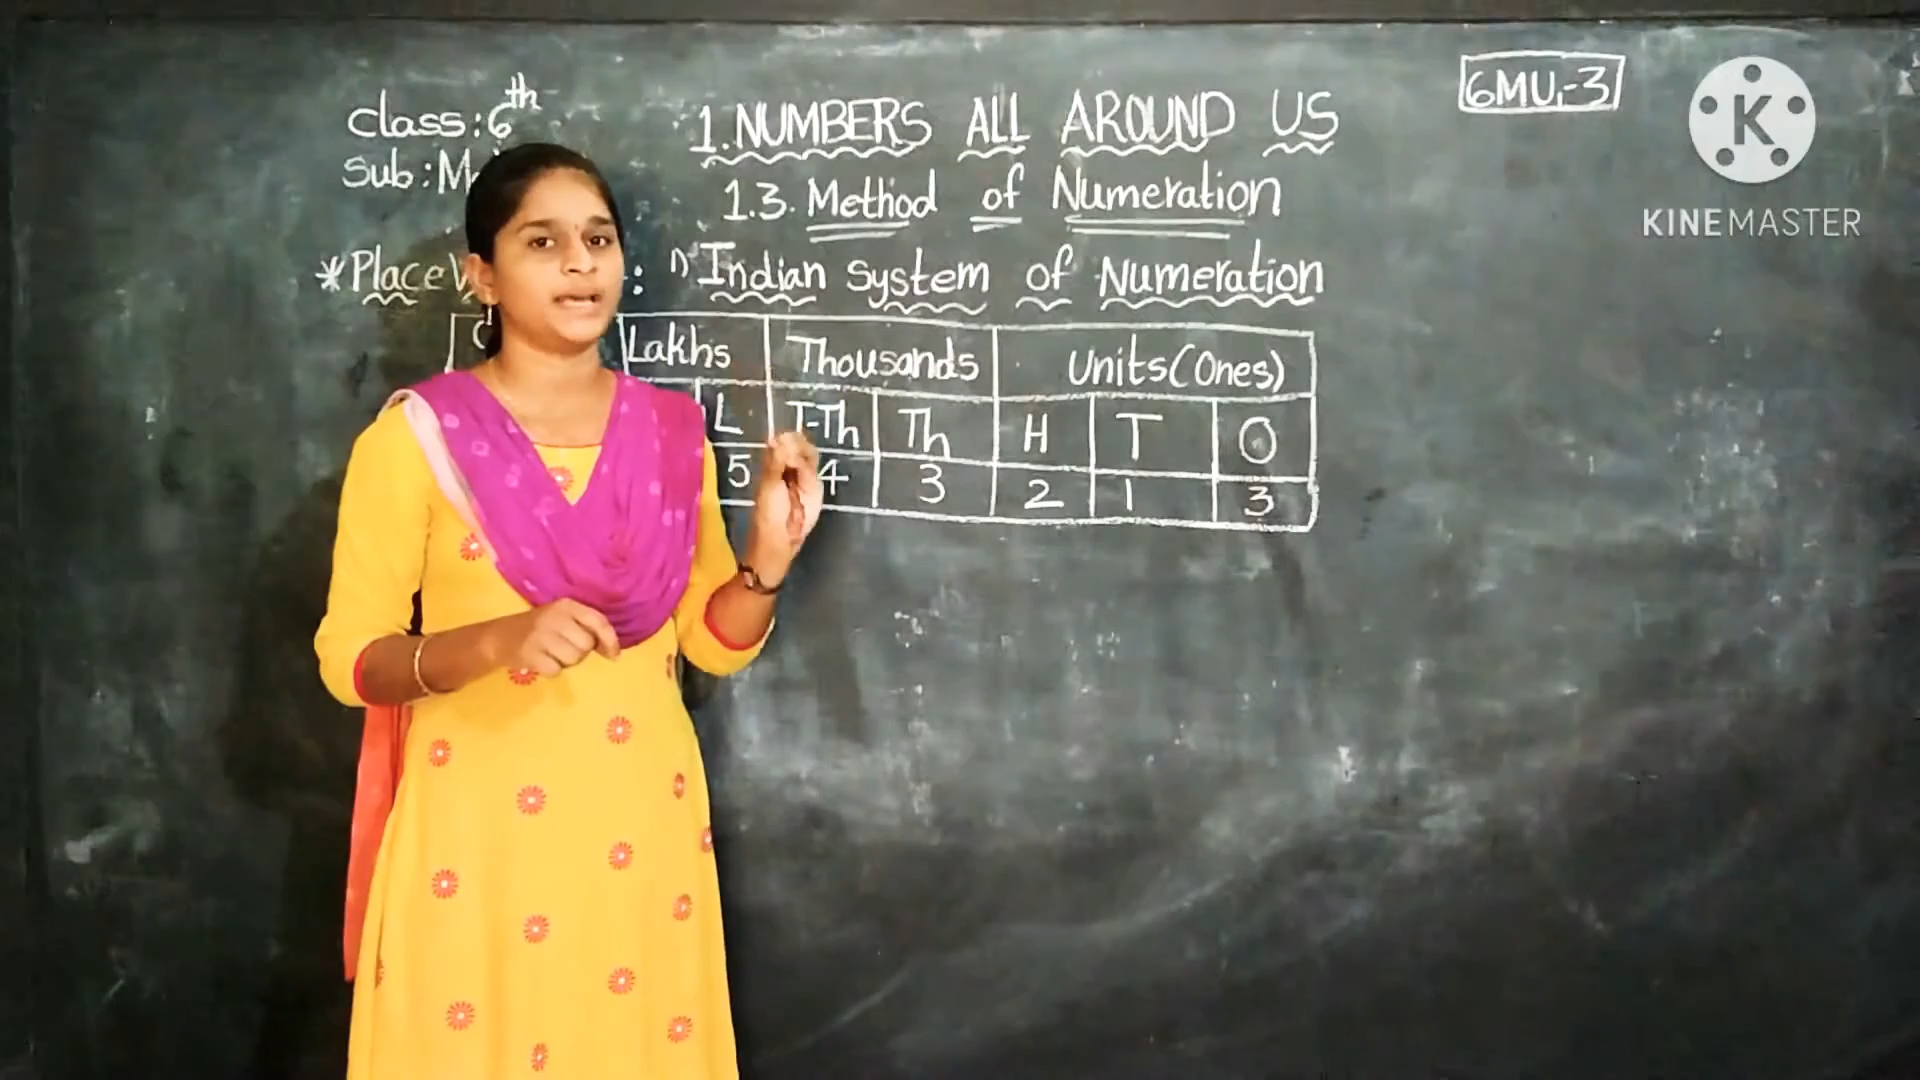 class: 6th
sub: M
1. NUMBERS ALL AROUND US
6MU-3
K
KINEMASTER
1.3. Method of Numeration
* Place : 1) Indian System of Numeration
Lakhs Thousands Units(Ones)
L T-Th Th H T O
5 4 3 2 1 3